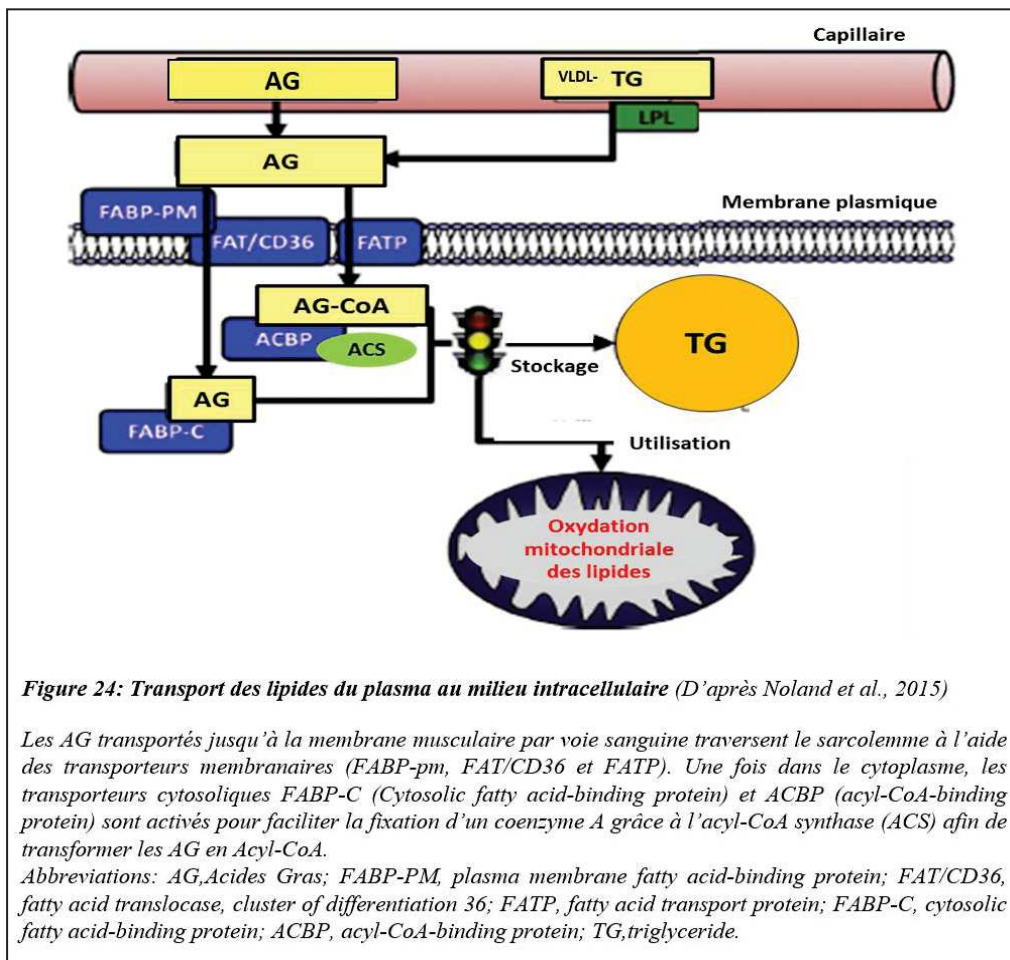 Capillaire
AG
VLDL- TG
LPL
AG
FABP-PM
Membrane plasmique
FAT/CD36
FATP
AG-CoA
ACBP
ACS
Stockage
TG
AG
FABP-C
Utilisation
Oxydation
mitochondriale
des lipides
Figure 24: Transport des lipides du plasma au milieu intracellulaire (D'après Noland et al., 2015)
Les AG transportés jusqu'à la membrane musculaire par voie sanguine traversent le sarcolemme à l'aide
des transporteurs membranaires (FABP-pm, FAT/CD36 et FATP). Une fois dans le cytoplasme, les
transporteurs cytosoliques FABP-C (Cytosolic fatty acid-binding protein) et ACBP (acyl-CoA-binding
protein) sont activés pour faciliter la fixation d'un coenzyme A grâce à l'acyl-CoA synthase (ACS) afin de
transformer les AG en Acyl-CoA.
Abbreviations: AG,Acides Gras; FABP-PM, plasma membrane fatty acid-binding protein; FAT/CD36,
fatty acid translocase, cluster of differentiation 36; FATP, fatty acid transport protein; FABP-C, cytosolic
fatty acid-binding protein; ACBP, acyl-CoA-binding protein; TG,triglyceride.